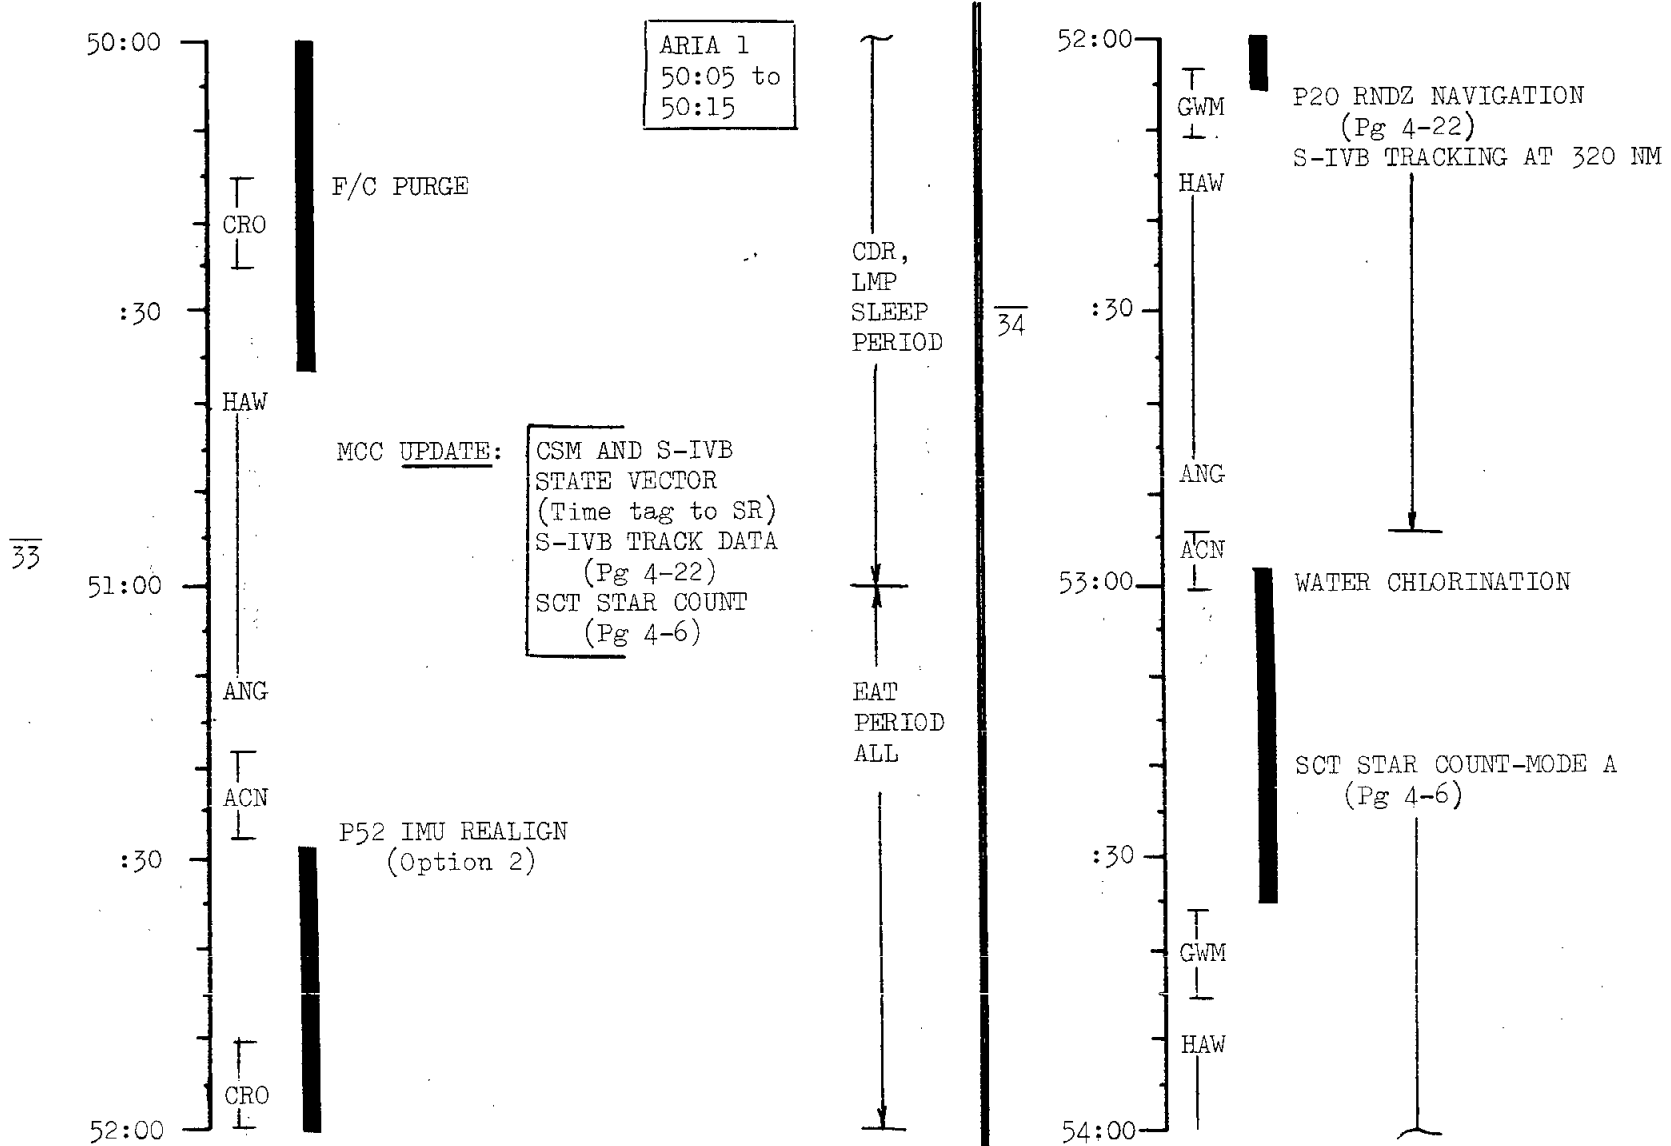 50:00
ARIA 1
50:05 to
50:15
F/C PURGE
CRO
:30
CDR,
LMP
SLEEP
PERIOD
HAW
MCC UPDATE:
CSM AND S-IVB
STATE VECTOR
(Time tag to SR)
S-IVB TRACK DATA
(Pg 4-22)
SCT STAR COUNT
(Pg 4-6)
33
51:00
ANG
EAT
PERIOD
ALL
ACN
P52 IMU REALIGN
(Option 2)
:30
CRO
52:00
52:00
GWM
P20 RNDZ NAVIGATION
(Pg 4-22)
S-IVB TRACKING AT 320 NM
HAW
34
:30
ANG
ACN
53:00
WATER CHLORINATION
SCT STAR COUNT-MODE A
(Pg 4-6)
:30
GWM
HAW
54:00